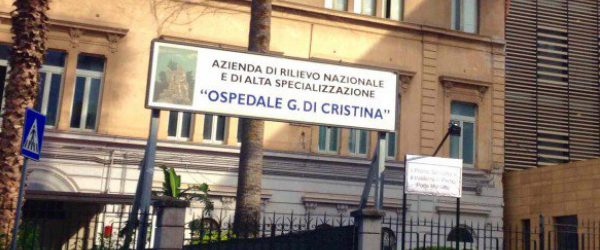 AZIENDA DI RILIEVO NAZIONALE
E DI ALTA SPECIALIZZAZIONE
“OSPEDALE G. DI CRISTINA”